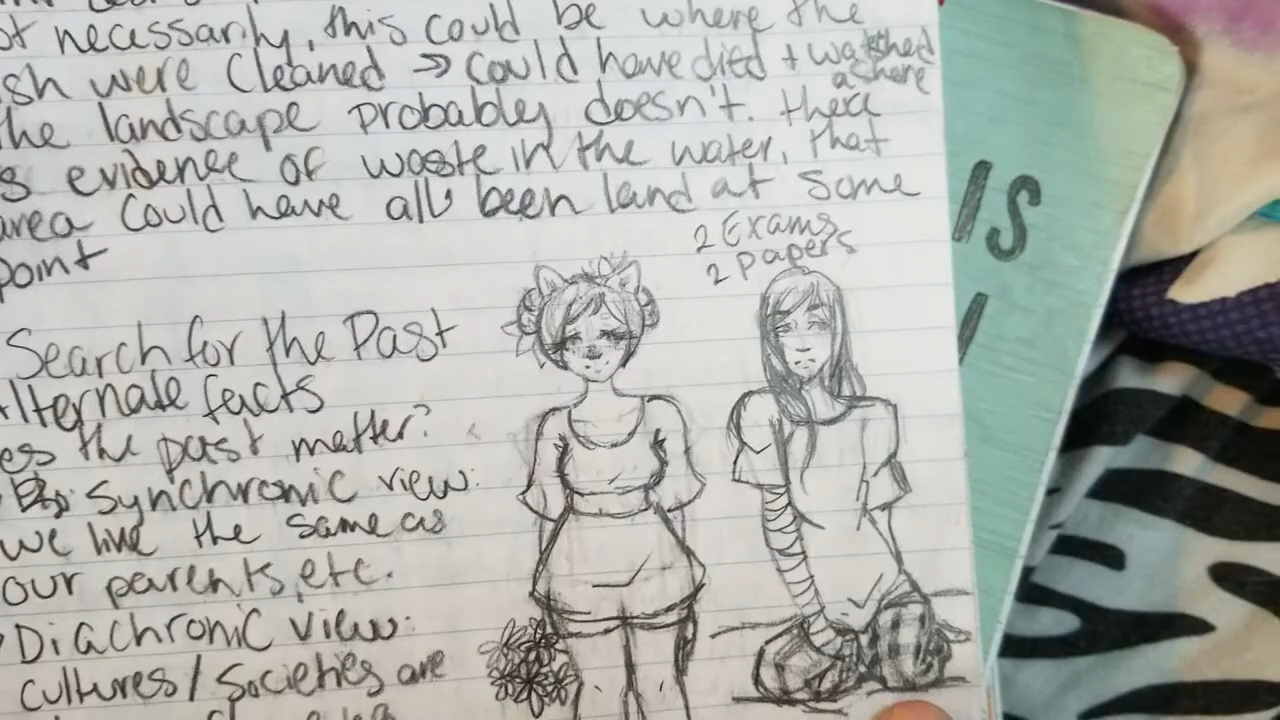 ot necessarily, this could be where the
ish were cleaned → could have died + washed
ashore
the landscape probably doesn't. there
s evidence of waste in the water, that
area could have all been land at some
point
2 Exams
2 papers
Search for the Past
Alternate facts
es the past matter?
Synchronic view:
we live the same as
our parents, etc.
Diachronic view:
cultures/societies are
IS